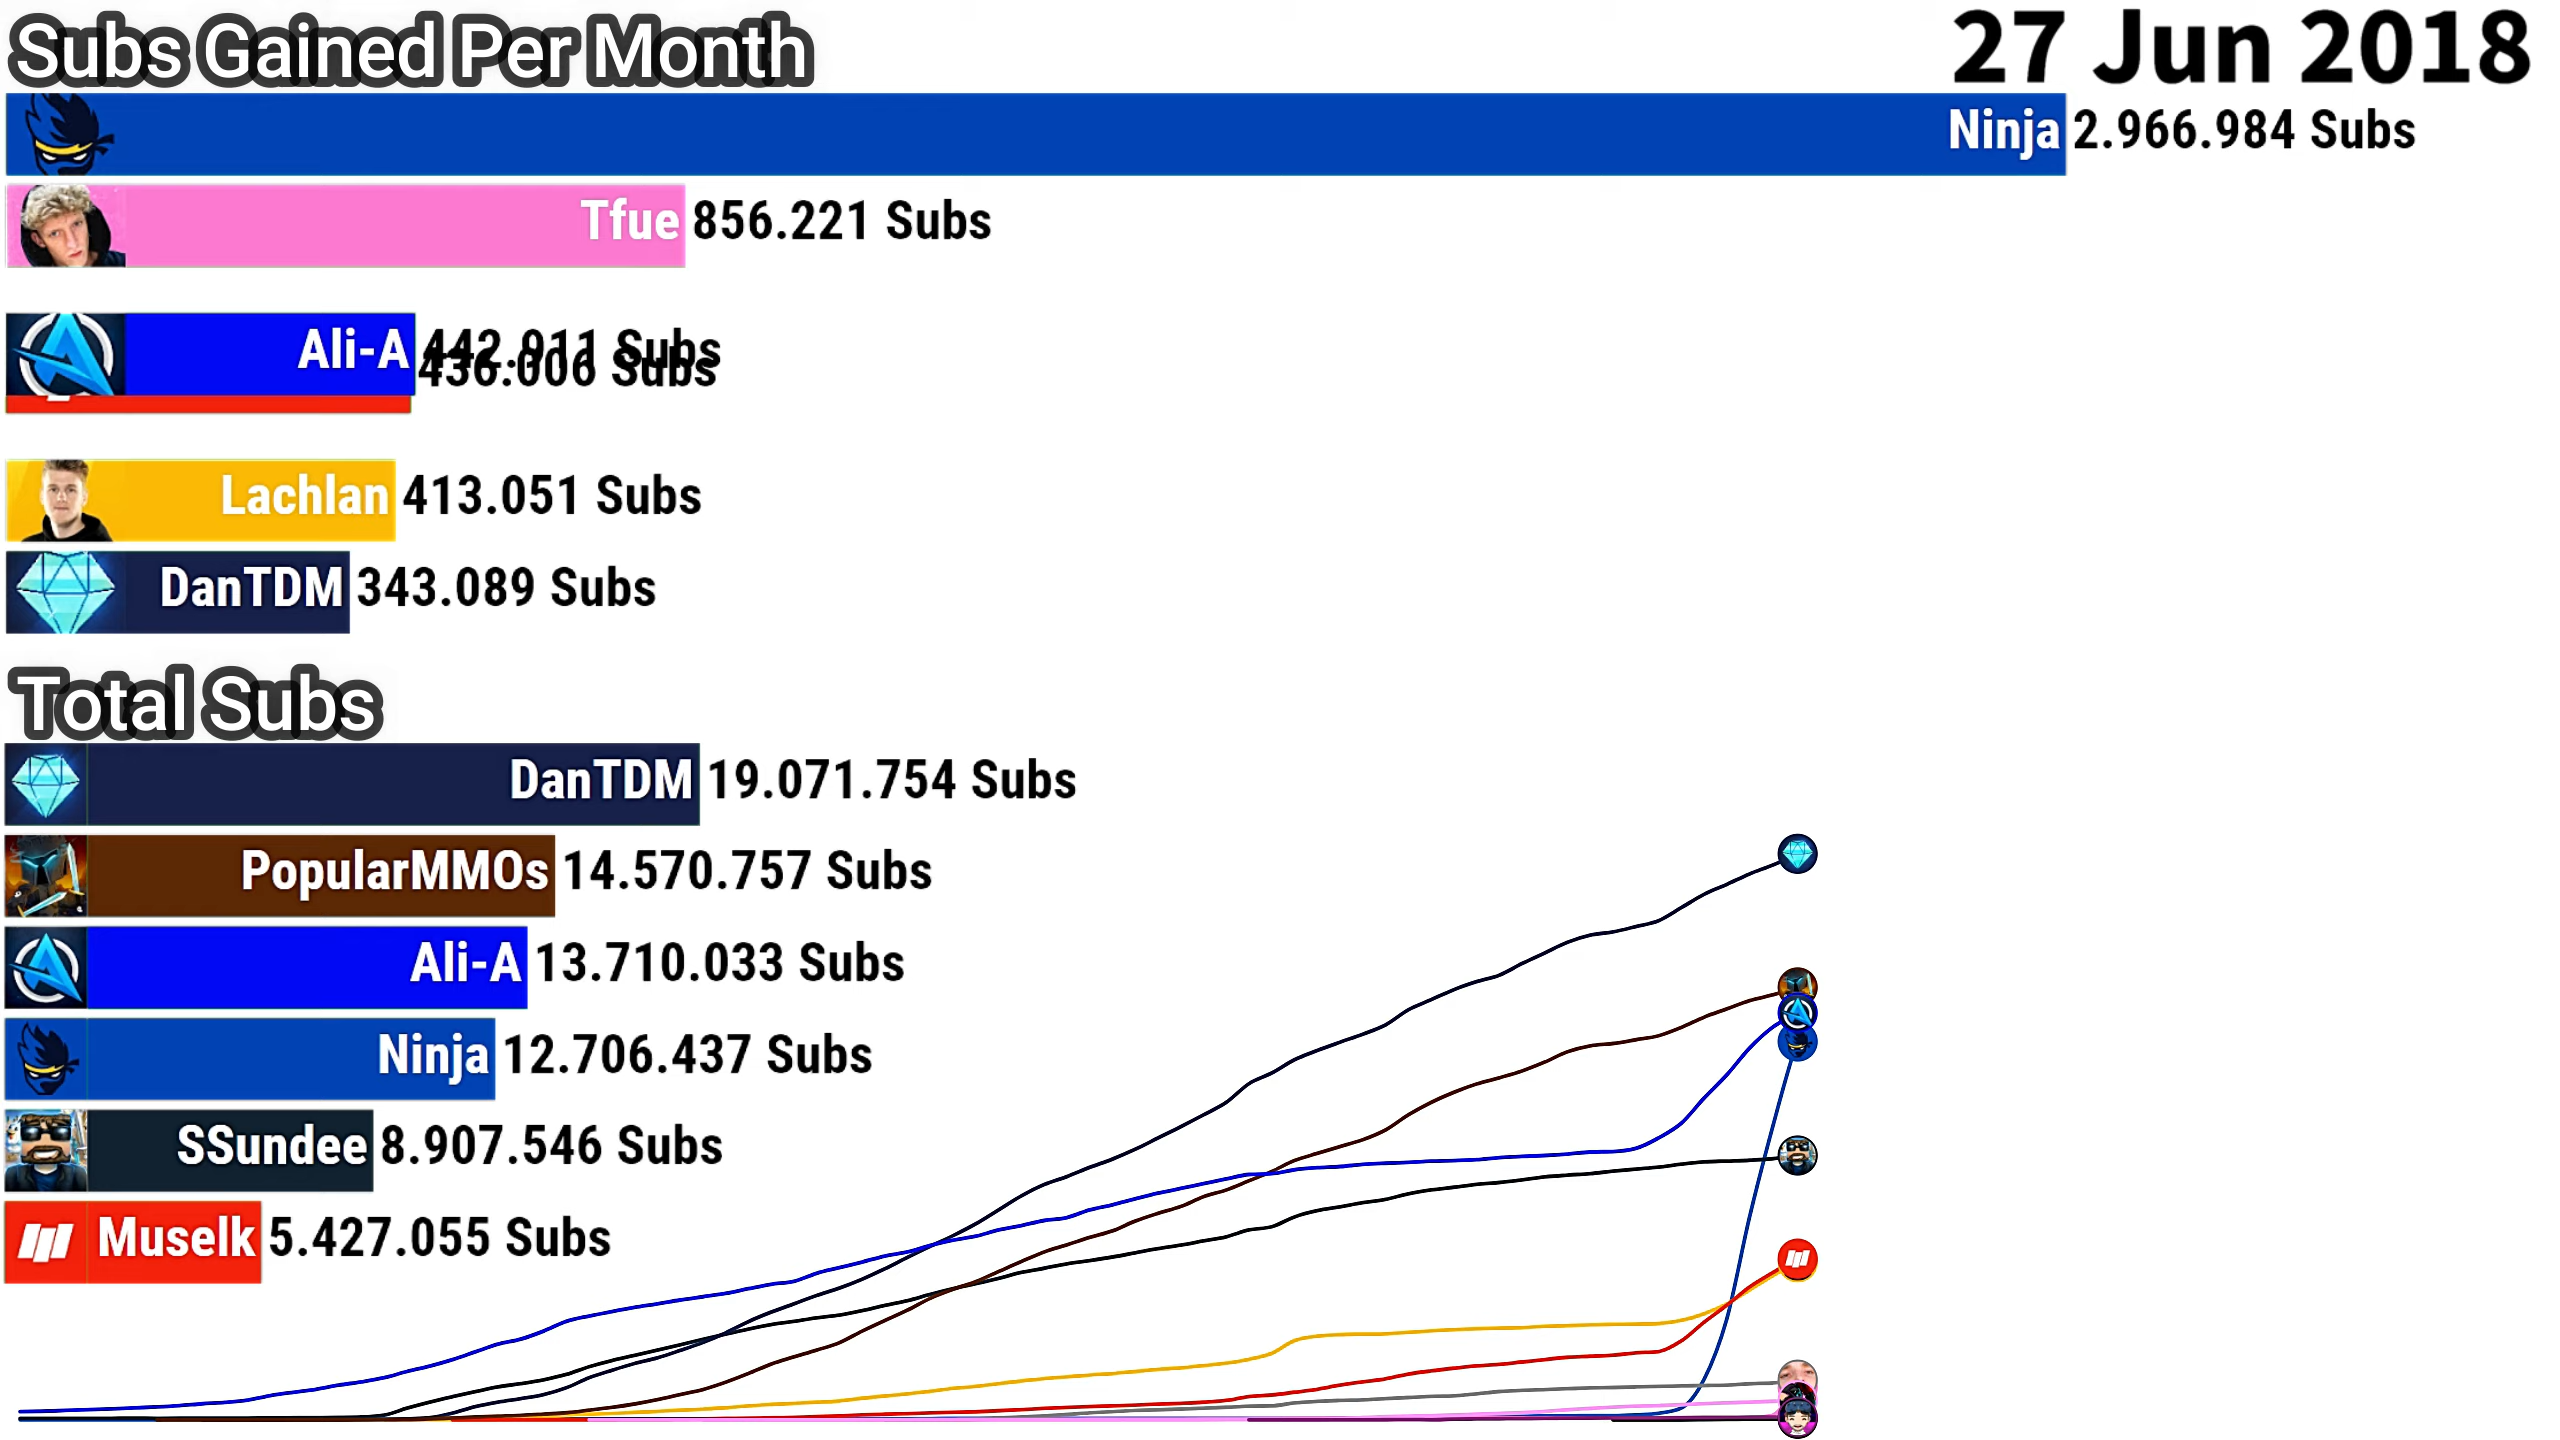 Subs Gained Per Month
27 Jun 2018
Ninja 2.966.984 Subs
Tfue 856.221 Subs
Ali-A 442.911 Subs
436.006 Subs
Lachlan 413.051 Subs
DanTDM 343.089 Subs
Total Subs
DanTDM 19.071.754 Subs
PopularMMOs 14.570.757 Subs
Ali-A 13.710.033 Subs
Ninja 12.706.437 Subs
SSundee 8.907.546 Subs
Muselk 5.427.055 Subs